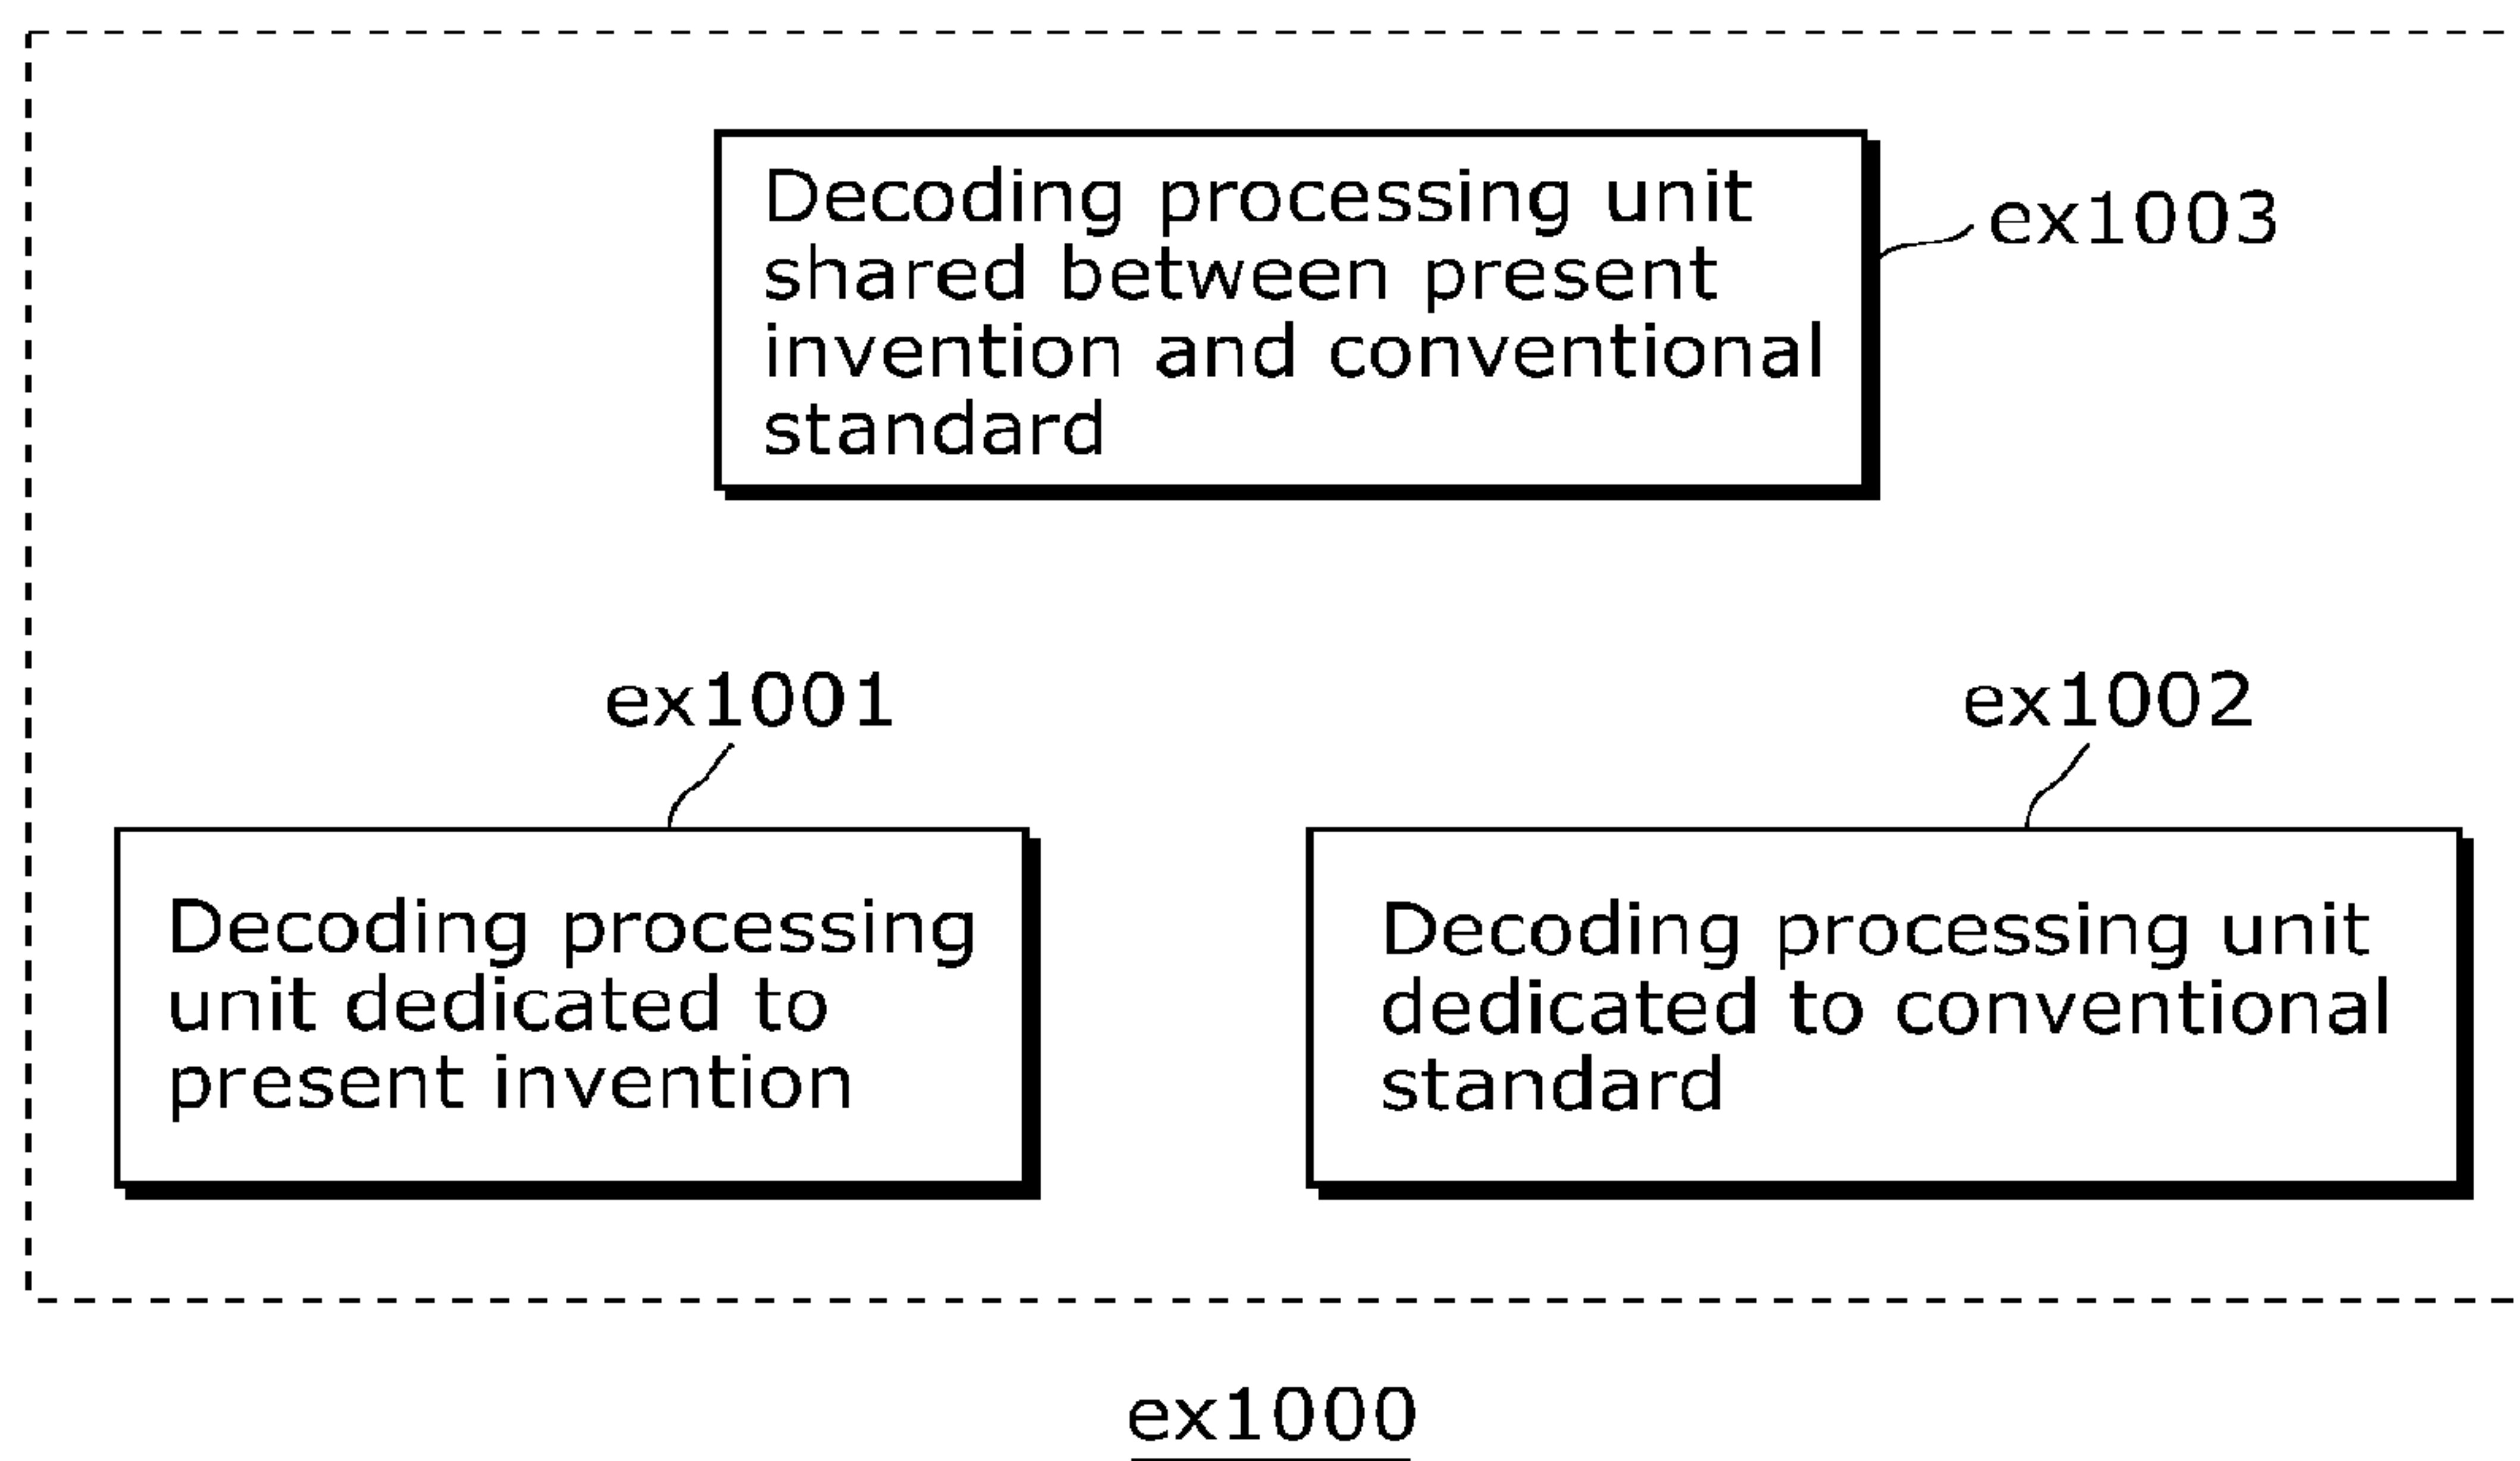 Decoding processing unit
shared between present
invention and conventional
standard
ex1003
ex1001
ex1002
Decoding processing
unit dedicated to
present invention
Decoding processing unit
dedicated to conventional
standard
ex1000